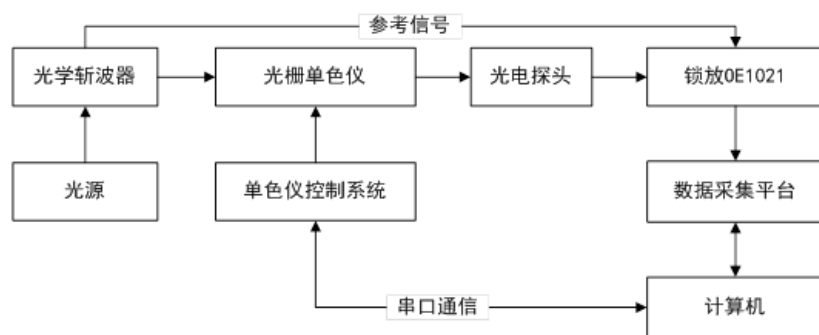 参考信号
光学斩波器
光栅单色仪
光电探头
锁放OE1021
光源
单色仪控制系统
数据采集平台
串口通信
计算机